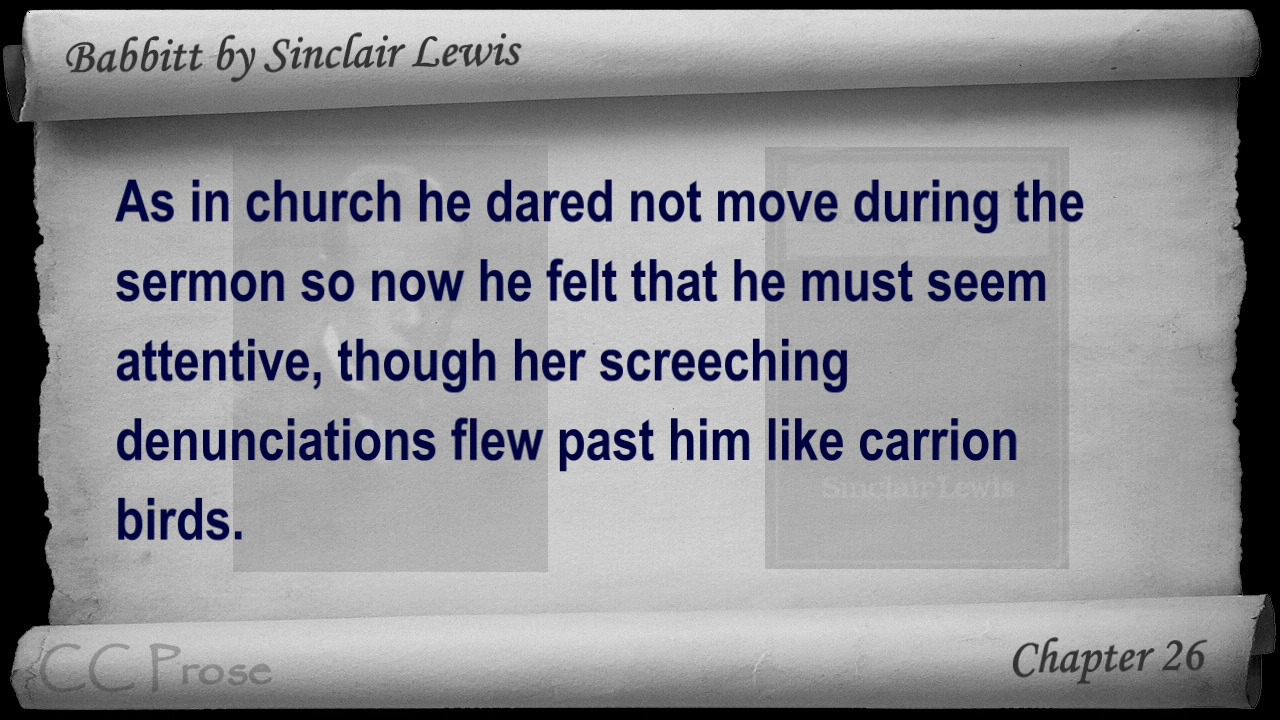 Babbitt by Sinclair Lewis
As in church he dared not move during the
sermon so now he felt that he must seem
attentive, though her screeching
denunciations flew past him like carrion
birds.
Sinclair Lewis
CC Prose
Chapter 26